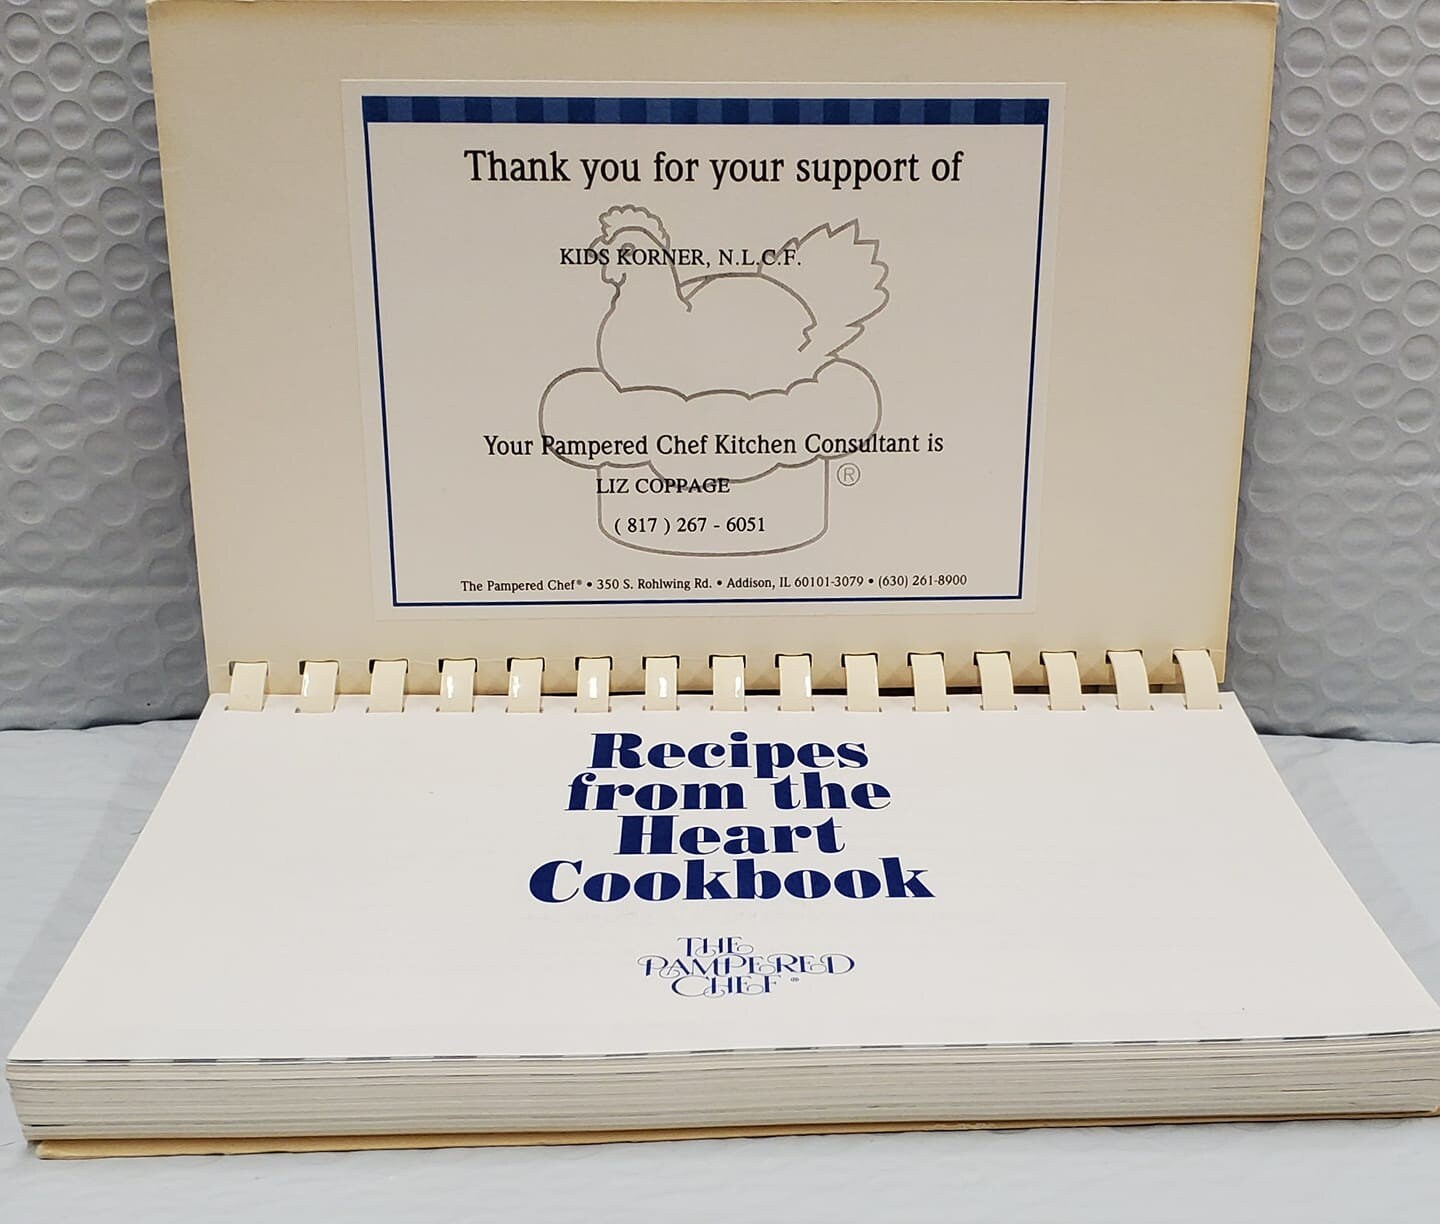 Thank you for your support of
KIDS KORNER, N.L.C.F.
Your Pampered Chef Kitchen Consultant is
®
LIZ COPPAGE
( 817 ) 267 - 6051
The Pampered Chef® • 350 S. Rohlwing Rd. • Addison, IL 60101-3079 • (630) 261-8900
Recipes
from the
Heart
Cookbook
THE
PAMPERED
CHEF ®